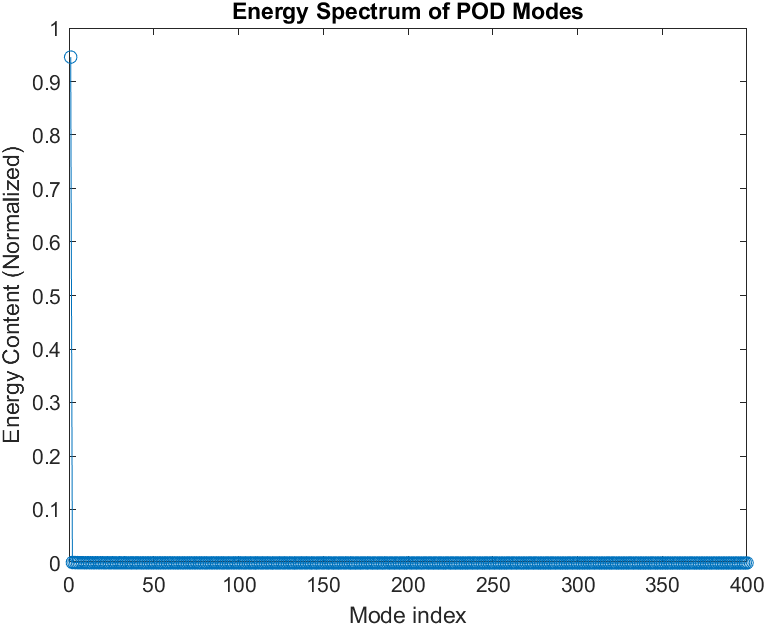 Energy Spectrum of POD Modes
Energy Content (Normalized)
1
0.9
0.8
0.7
0.6
0.5
0.4
0.3
0.2
0.1
0
0 50 100 150 200 250 300 350 400
Mode index